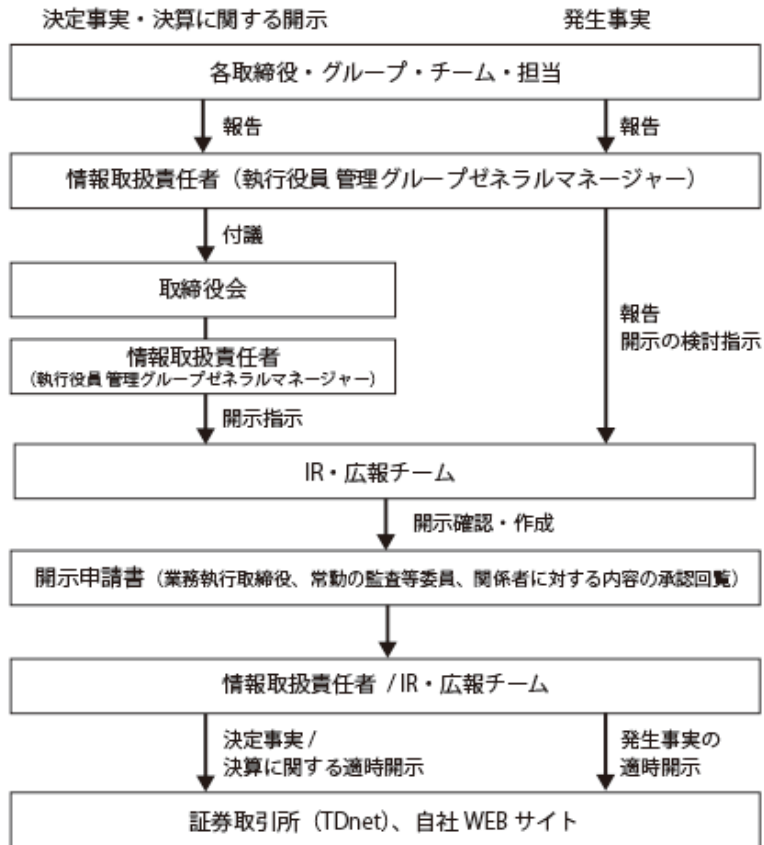 決定事実・決算に関する開示
発生事実
各取締役・グループ・チーム・担当
報告
報告
情報取扱責任者（執行役員 管理グループゼネラルマネージャー）
付議
取締役会
報告
開示の検討指示
情報取扱責任者
（執行役員 管理グループゼネラルマネージャー）
開示指示
IR・広報チーム
開示確認・作成
開示申請書（業務執行取締役、常勤の監査等委員、関係者に対する内容の承認回覧）
情報取扱責任者 / IR・広報チーム
決定事実 /
決算に関する適時開示
発生事実の
適時開示
証券取引所（TDnet）、自社 WEB サイト